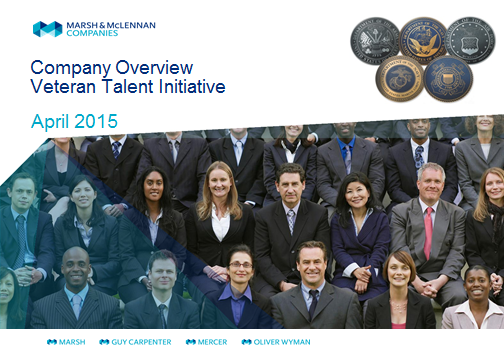 MARSH & McLENNAN
COMPANIES
Company Overview
Veteran Talent Initiative
April 2015
MARSH GUY CARPENTER MERCER OLIVER WYMAN